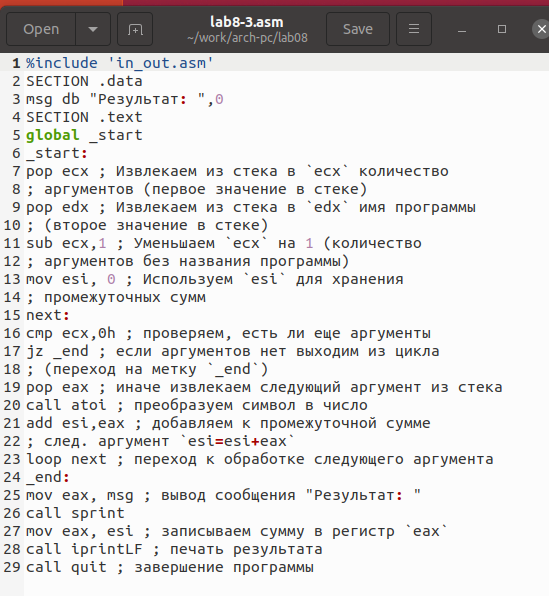 Open
lab8-3.asm
~/work/arch-pc/lab08
Save
1 %include 'in_out.asm'
2 SECTION .data
3 msg db "Результат: ",0
4 SECTION .text
5 global _start
6 _start:
7 pop ecx ; Извлекаем из стека в `ecx` количество
8 ; аргументов (первое значение в стеке)
9 pop edx ; Извлекаем из стека в `edx` имя программы
10 ; (второе значение в стеке)
11 sub ecx,1 ; Уменьшаем `ecx` на 1 (количество
12 ; аргументов без названия программы)
13 mov esi, 0 ; Используем `esi` для хранения
14 ; промежуточных сумм
15 next:
16 cmp ecx,0h ; проверяем, есть ли еще аргументы
17 jz _end ; если аргументов нет выходим из цикла
18 ; (переход на метку `_end`)
19 pop eax ; иначе извлекаем следующий аргумент из стека
20 call atoi ; преобразуем символ в число
21 add esi,eax ; добавляем к промежуточной сумме
22 ; след. аргумент `esi=esi+eax`
23 loop next ; переход к обработке следующего аргумента
24 _end:
25 mov eax, msg ; вывод сообщения "Результат: "
26 call sprint
27 mov eax, esi ; записываем сумму в регистр `eax`
28 call iprintLF ; печать результата
29 call quit ; завершение программы